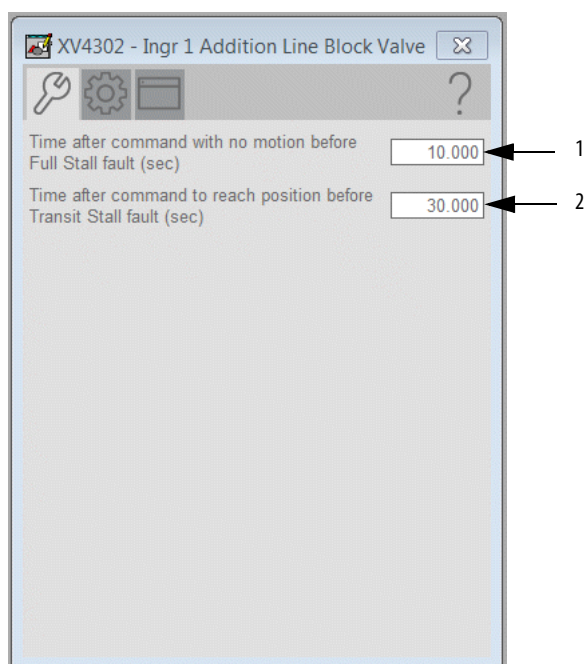 XV4302 - Ingr 1 Addition Line Block Valve
?
Time after command with no motion before
Full Stall fault (sec)
10.000
1
Time after command to reach position before
Transit Stall fault (sec)
30.000
2